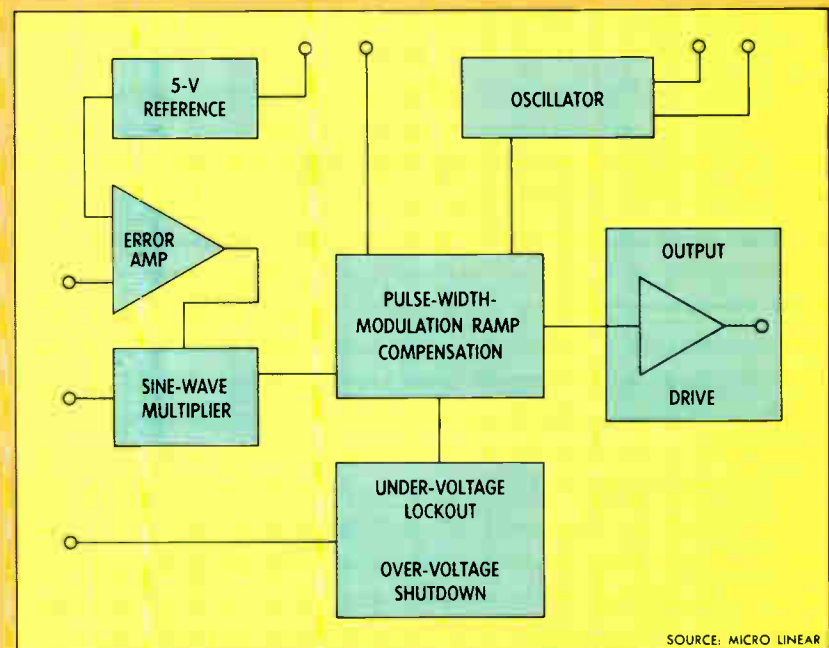 5-V
REFERENCE
OSCILLATOR
ERROR
AMP
PULSE-WIDTH-
MODULATION RAMP
COMPENSATION
OUTPUT
DRIVE
SINE-WAVE
MULTIPLIER
UNDER-VOLTAGE
LOCKOUT
OVER-VOLTAGE
SHUTDOWN
SOURCE: MICRO LINEAR